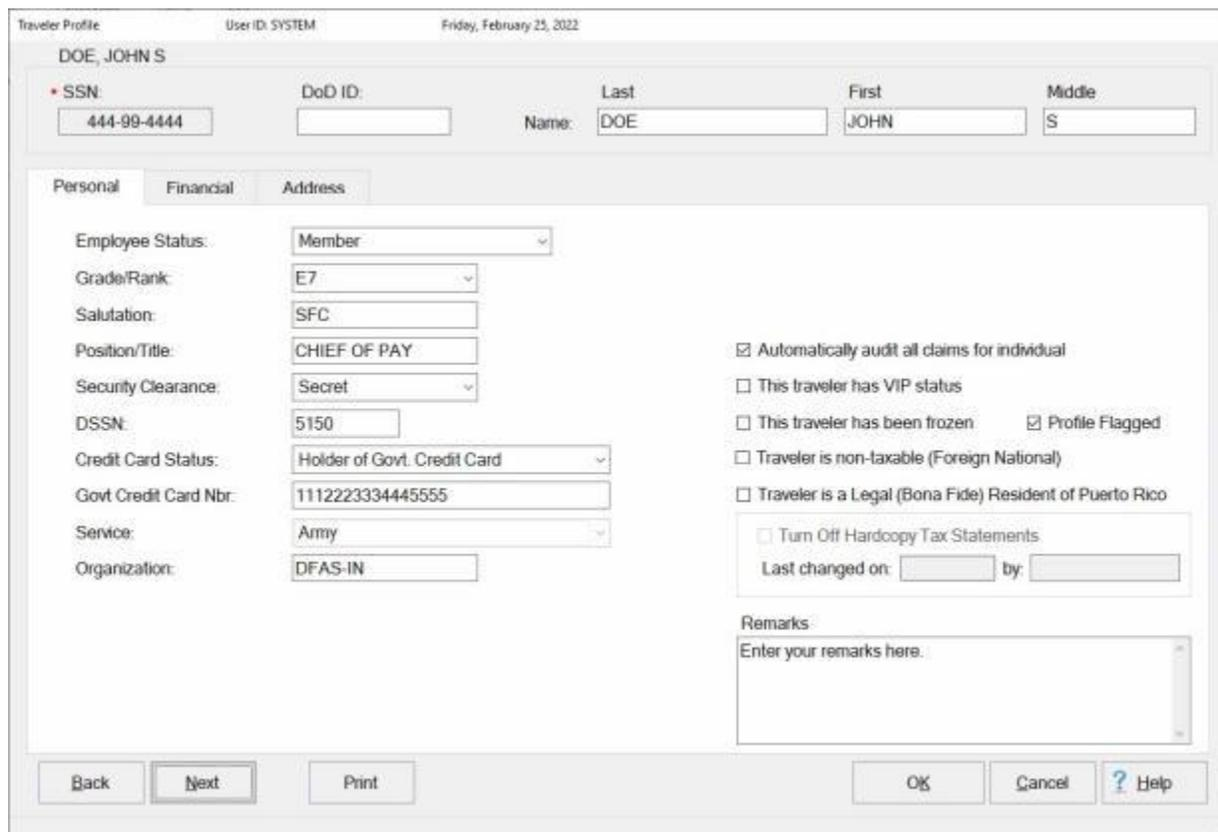 Traveler Profile User ID: SYSTEM Friday, February 25, 2022
DOE, JOHN S
SSN: DoD ID: Last First Middle
444-99-4444 Name: DOE JOHN S
Personal Financial Address
Employee Status: Member
Grade/Rank: E7
Salutation: SFC
Position/Title: CHIEF OF PAY Automatically audit all claims for individual
Security Clearance: Secret This traveler has VIP status
DSSN: 5150 This traveler has been frozen Profile Flagged
Credit Card Status: Holder of Govt. Credit Card Traveler is non-taxable (Foreign National)
Govt Credit Card Nbr: 1112223334445555 Traveler is a Legal (Bona Fide) Resident of Puerto Rico
Service: Army Turn Off Hardcopy Tax Statements
Organization: DFAS-IN Last changed on: by:
Remarks
Enter your remarks here.
Back Next Print OK Cancel ? Help